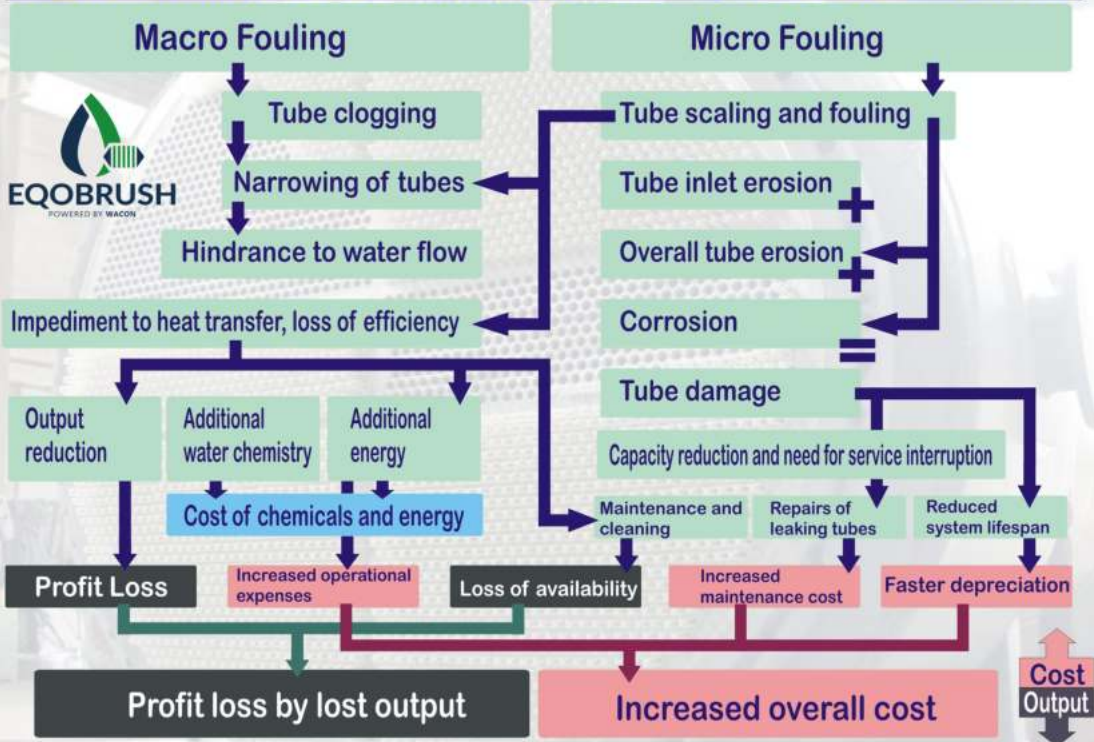 Macro Fouling
Micro Fouling
Tube clogging
Tube scaling and fouling
EQOBRUSH
POWERED BY WACON
Narrowing of tubes
Tube inlet erosion
+
Hindrance to water flow
Overall tube erosion
+
Impediment to heat transfer, loss of efficiency
Corrosion
=
Tube damage
Output
reduction
Additional
water chemistry
Additional
energy
Capacity reduction and need for service interruption
Cost of chemicals and energy
Maintenance and
cleaning
Repairs of
leaking tubes
Reduced
system lifespan
Profit Loss
Increased operational
expenses
Loss of availability
Increased
maintenance cost
Faster depreciation
Profit loss by lost output
Increased overall cost
Cost
Output